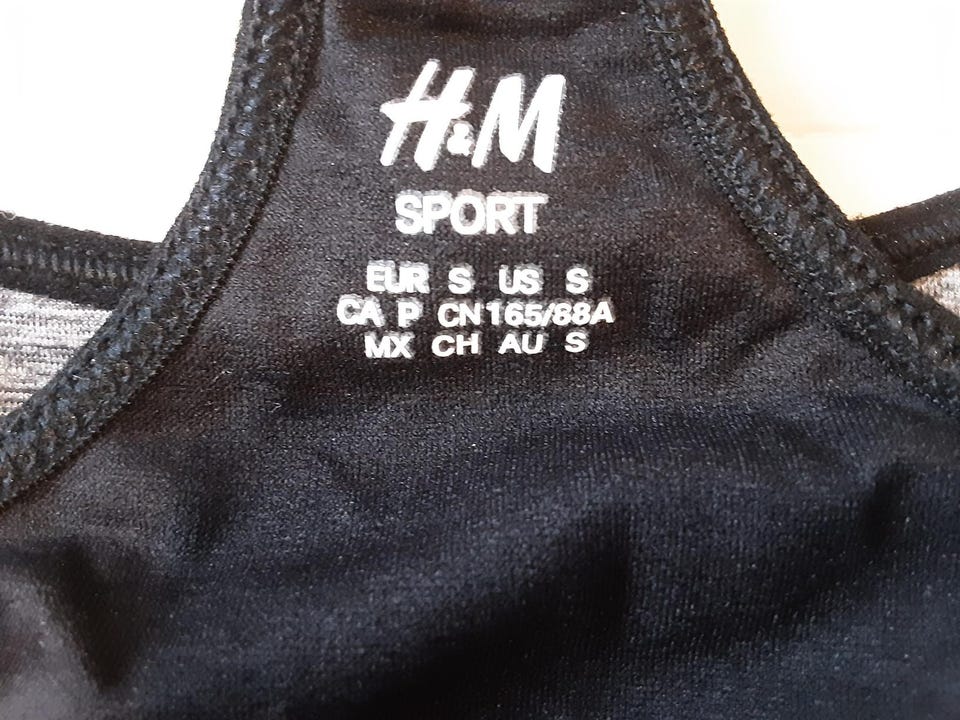 H&M
SPORT
EUR S US S
CA P CN165/88A
MX CH AU S